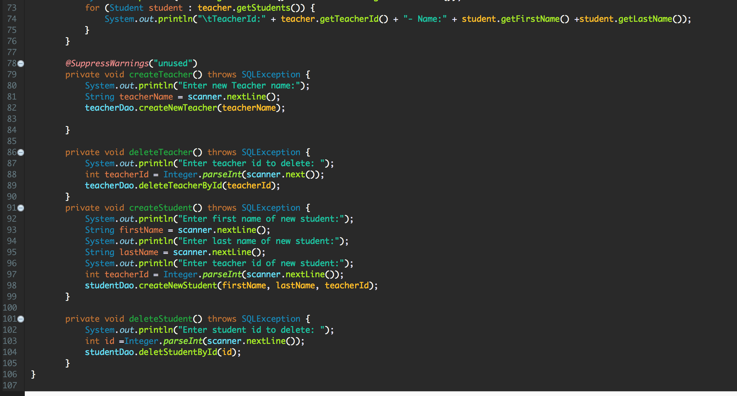 73 for (Student student : teacher.getStudents()) {
74 System.out.println("\tTeacherId:" + teacher.getTeacherId() + "- Name:" + student.getFirstName() +student.getLastName());
75 }
76 }
77
78 @SuppressWarnings("unused")
79 private void createTeacher() throws SQLException {
80 System.out.println("Enter new Teacher name:");
81 String teacherName = scanner.nextLine();
82 teacherDao.createNewTeacher(teacherName);
83
84 }
85
86 private void deleteTeacher() throws SQLException {
87 System.out.println("Enter teacher id to delete: ");
88 int teacherId = Integer.parseInt(scanner.next());
89 teacherDao.deleteTeacherById(teacherId);
90 }
91 private void createStudent() throws SQLException {
92 System.out.println("Enter first name of new student:");
93 String firstName = scanner.nextLine();
94 System.out.println("Enter last name of new student:");
95 String lastName = scanner.nextLine();
96 System.out.println("Enter teacher id of new student:");
97 int teacherId = Integer.parseInt(scanner.nextLine());
98 studentDao.createNewStudent(firstName, lastName, teacherId);
99 }
100
101 private void deleteStudent() throws SQLException {
102 System.out.println("Enter student id to delete: ");
103 int id =Integer.parseInt(scanner.nextLine());
104 studentDao.deletStudentById(id);
105 }
106 }
107